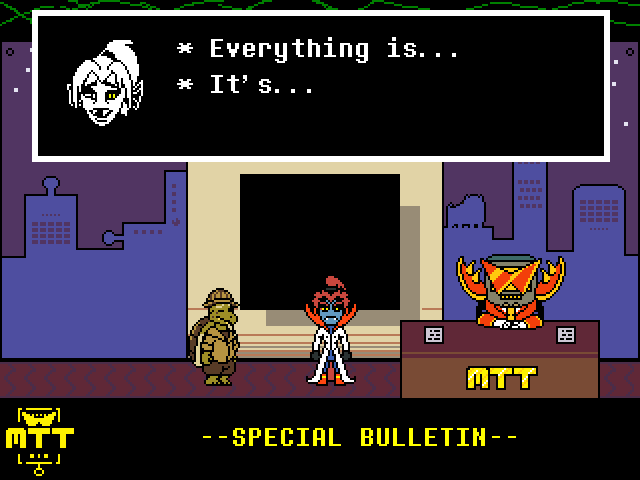 * Everything is...
* It's...
MTT
MTT
--SPECIAL BULLETIN--